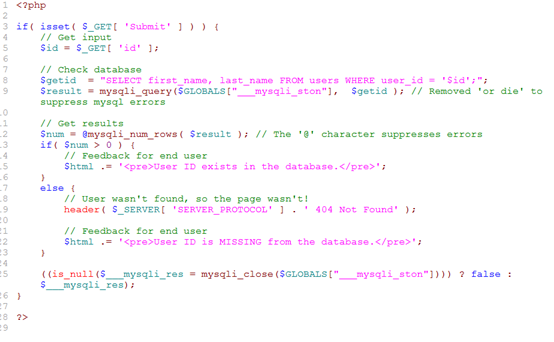 1 <?php
2
3 if( isset( $_GET[ 'Submit' ] ) ) {
4     // Get input
5     $id = $_GET[ 'id' ];
6
7     // Check database
8     $getid  = "SELECT first_name, last_name FROM users WHERE user_id = '$id';";
9     $result = mysqli_query($GLOBALS["___mysqli_ston"],  $getid ); // Removed 'or die' to
suppress mysql errors
10
11     // Get results
12     $num = @mysqli_num_rows( $result ); // The '@' character suppresses errors
13     if( $num > 0 ) {
14         // Feedback for end user
15         $html .= '<pre>User ID exists in the database.</pre>';
16     }
17     else {
18         // User wasn't found, so the page wasn't!
19         header( $_SERVER[ 'SERVER_PROTOCOL' ] . ' 404 Not Found' );
20
21         // Feedback for end user
22         $html .= '<pre>User ID is MISSING from the database.</pre>';
23     }
24
25     ((is_null($___mysqli_res = mysqli_close($GLOBALS["___mysqli_ston"]))) ? false :
$___mysqli_res);
26 }
27
28 ?>
29